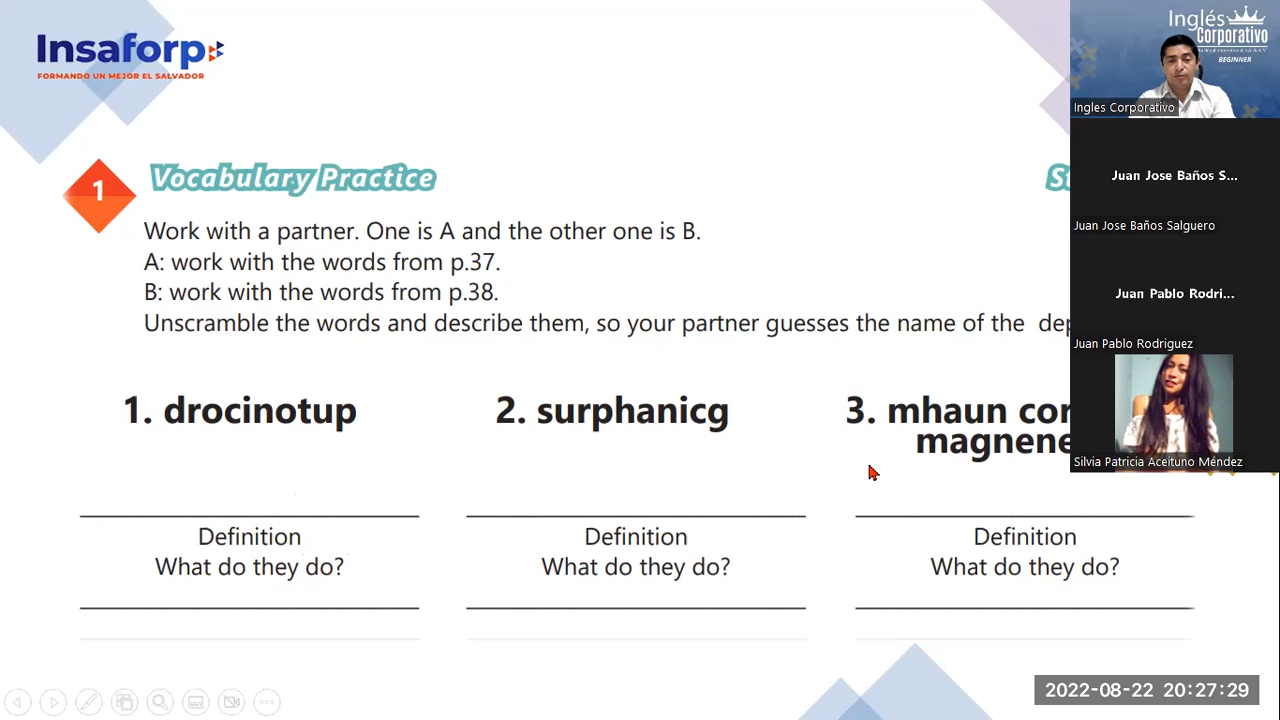 Insaforp
FORMANDO UN MEJOR EL SALVADOR
1
Vocabulary Practice
Work with a partner. One is A and the other one is B.
A: work with the words from p.37.
B: work with the words from p.38.
Unscramble the words and describe them, so your partner guesses the name of the
1. drocinotup
2. surphanicg
3. mhaun
Definition
What do they do?
Definition
What do they do?
Definition
What do they do?
Inglés
Corporativo
BEGINNER
Ingles Corporativo
Juan Jose Baños S...
Juan Jose Baños Salguero
Juan Pablo Rodri...
Juan Pablo Rodriguez
Silvia Patricia Aceituno Méndez
2022-08-22 20:27:29